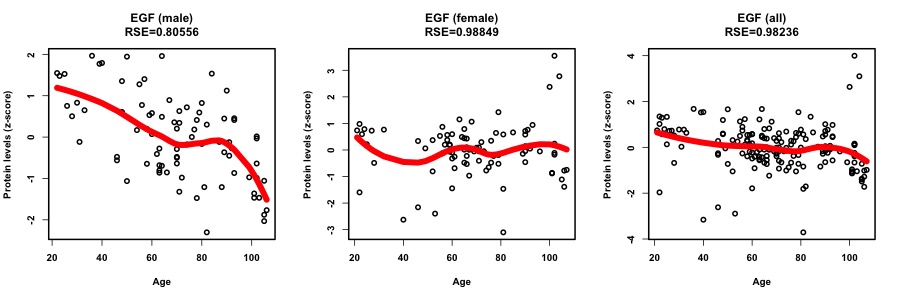 EGF (male)
RSE=0.80556
2
1
0
-1
-2
Protein levels (z-score)
20 40 60 80 100
Age
EGF (female)
RSE=0.98849
3
2
1
0
-1
-2
-3
Protein levels (z-score)
20 40 60 80 100
Age
EGF (all)
RSE=0.98236
4
2
0
-2
-4
Protein levels (z-score)
20 40 60 80 100
Age